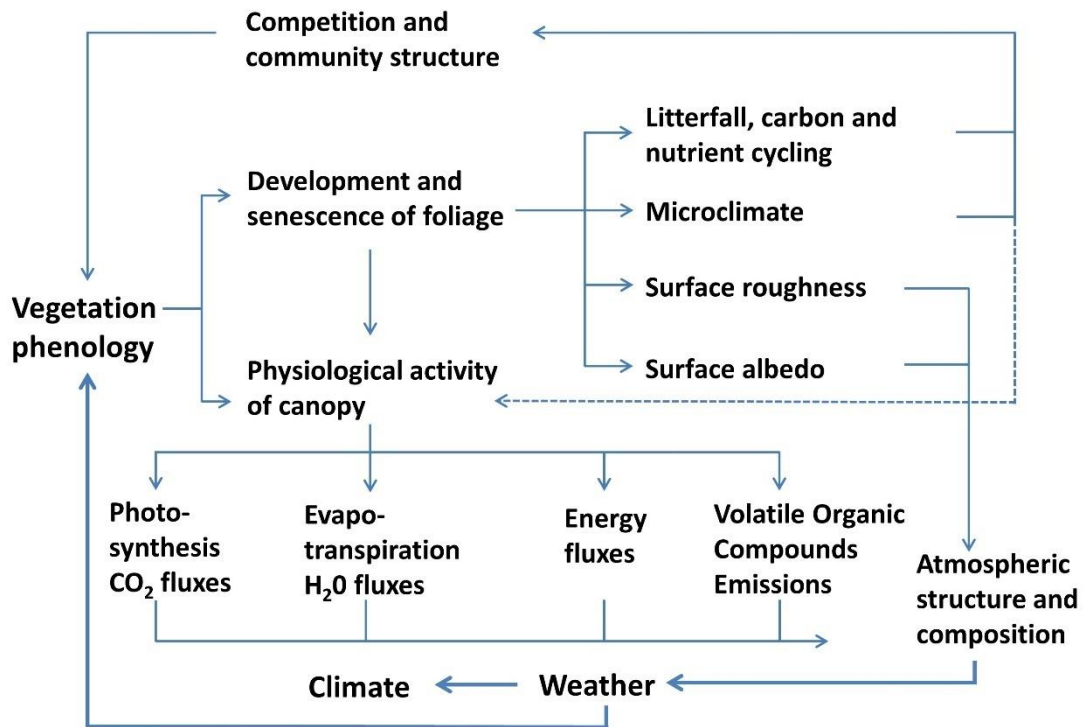 Competition and
community structure
Litterfall, carbon and
nutrient cycling
Development and
senescence of foliage
Microclimate
Surface roughness
Vegetation
phenology
Surface albedo
Physiological activity
of canopy
Photo-
synthesis
CO₂ fluxes
Evapo-
transpiration
H₂0 fluxes
Energy
fluxes
Volatile Organic
Compounds
Emissions
Atmospheric
structure and
composition
Climate
Weather